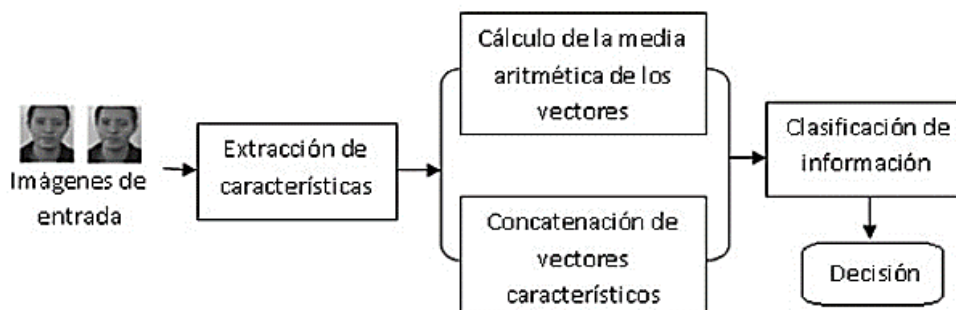 Imágenes de
entrada
Extracción de
características
Cálculo de la media
aritmética de los
vectores
Concatenación de
vectores
característicos
Clasificación de
información
Decisión